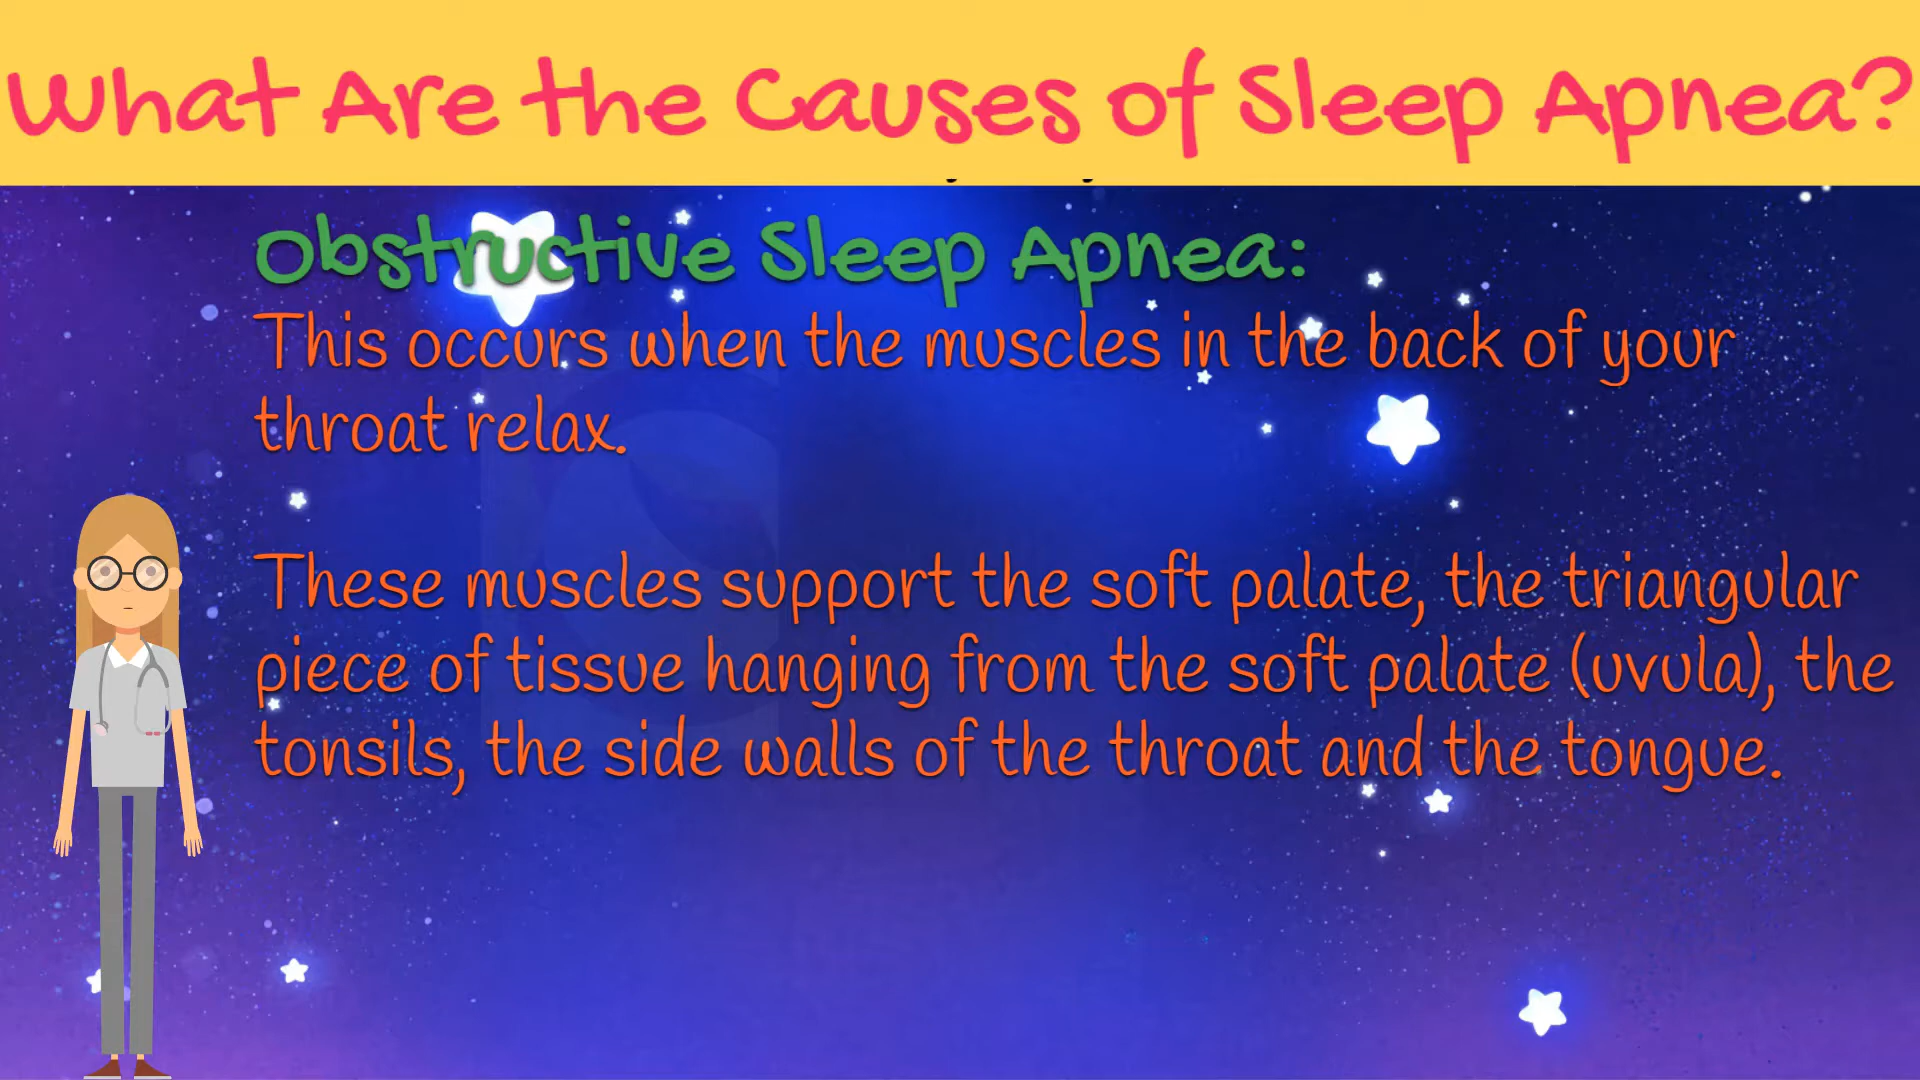 What Are the Causes of Sleep Apnea?
Obstructive Sleep Apnea:
This occurs when the muscles in the back of your
throat relax.
These muscles support the soft palate, the triangular
piece of tissue hanging from the soft palate (uvula), the
tonsils, the side walls of the throat and the tongue.